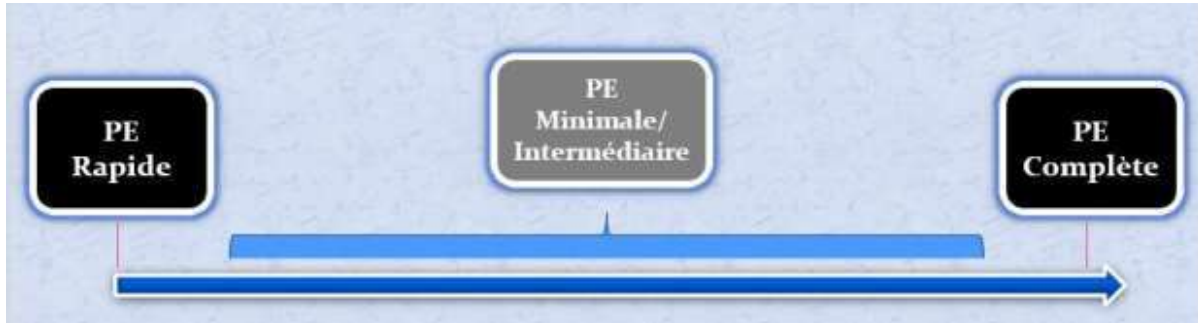 PE
Rapide
PE
Minimale/
Intermédiaire
PE
Complète